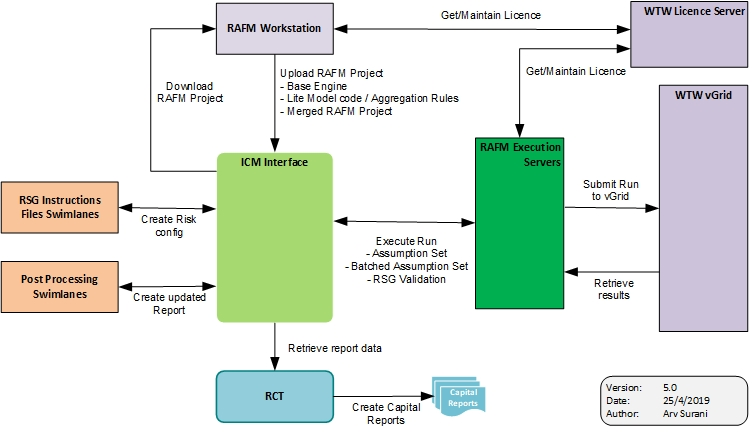 RAFM Workstation
Get/Maintain Licence
WTW Licence Server
Download
RAFM Project
Upload RAFM Project
- Base Engine
- Lite Model code / Aggregation Rules
- Merged RAFM Project
Get/Maintain Licence
WTW vGrid
ICM Interface
RAFM Execution
Servers
RSG Instructions
Files Swimlanes
Create Risk
config
Submit Run
to vGrid
Execute Run
- Assumption Set
- Batched Assumption Set
- RSG Validation
Post Processing
Swimlanes
Create updated
Report
Retrieve
results
Retrieve report data
RCT
Create Capital
Reports
Capital
Reports
Version: 5.0
Date: 25/4/2019
Author: Arv Surani